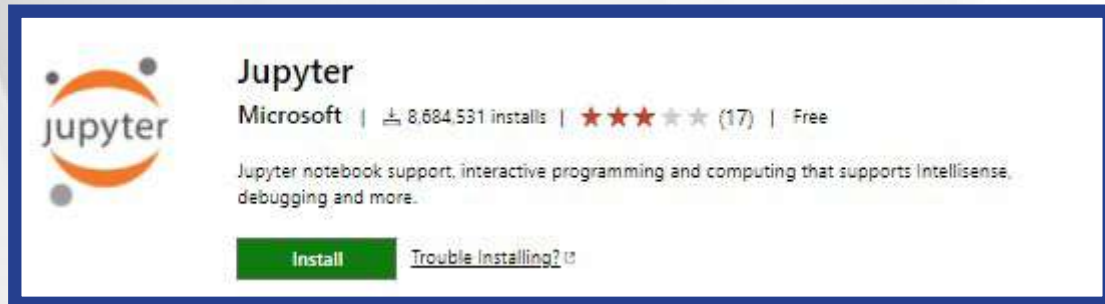 jupyter
Jupyter
Microsoft | 8,684,531 installs | (17) | Free
Jupyter notebook support, interactive programming and computing that supports Intellisense,
debugging and more.
Install Trouble Installing?